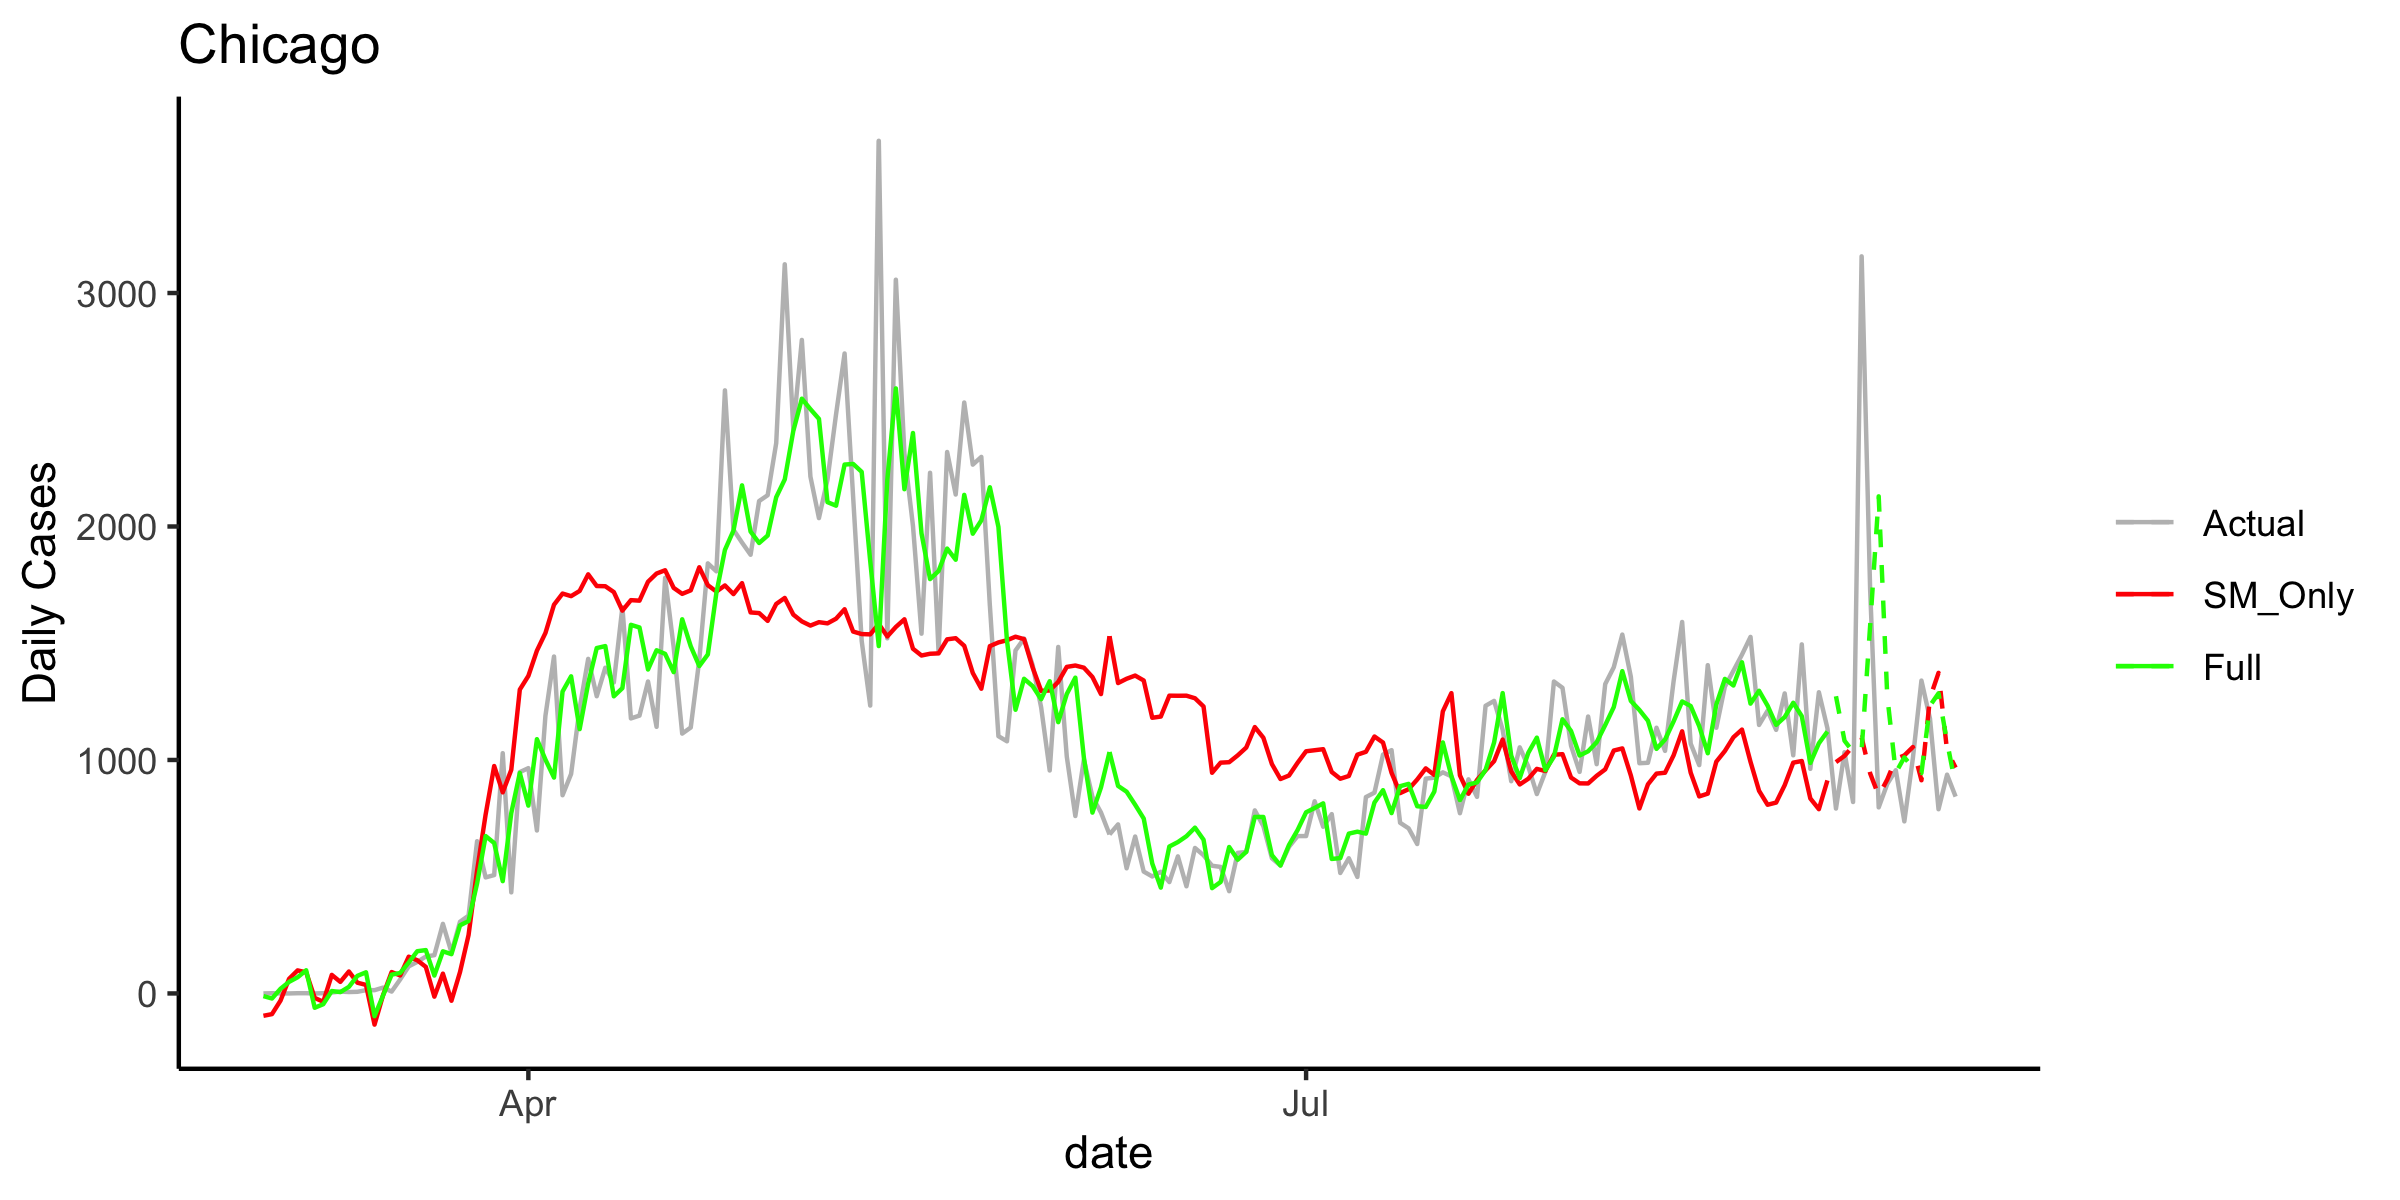 Chicago
Daily Cases
3000
2000
1000
0
Apr
Jul
date
Actual
SM_Only
Full